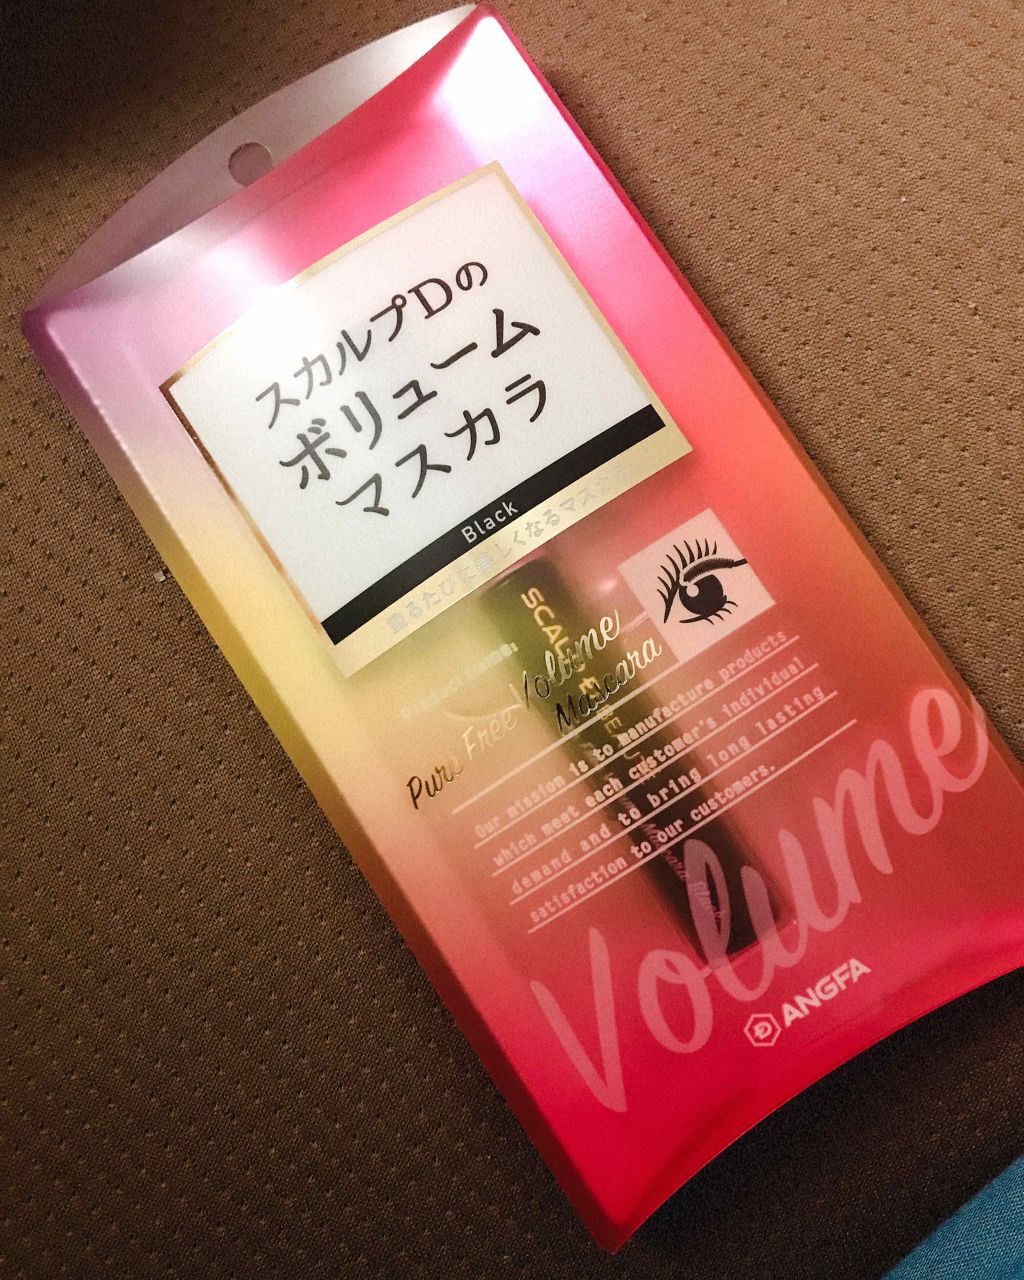 スカルプDの
ボリューム
マスカラ
Black
塗るたびに美しくなるマスカラ
SCALP
Pure Free Volume
Mascara
Our mission is to manufacture products
which meet each customer's individual
demand and to bring long lasting
satisfaction to our customers.
Volume
ANGFA